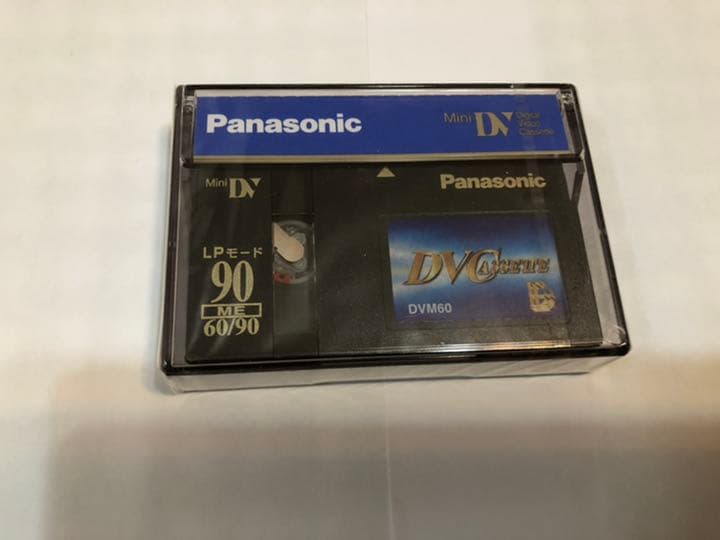 Panasonic
Mini DV Digital Video Cassette
Mini DV
Panasonic
LPモード
90
ME
60/90
DVCASSETTE
DVM60